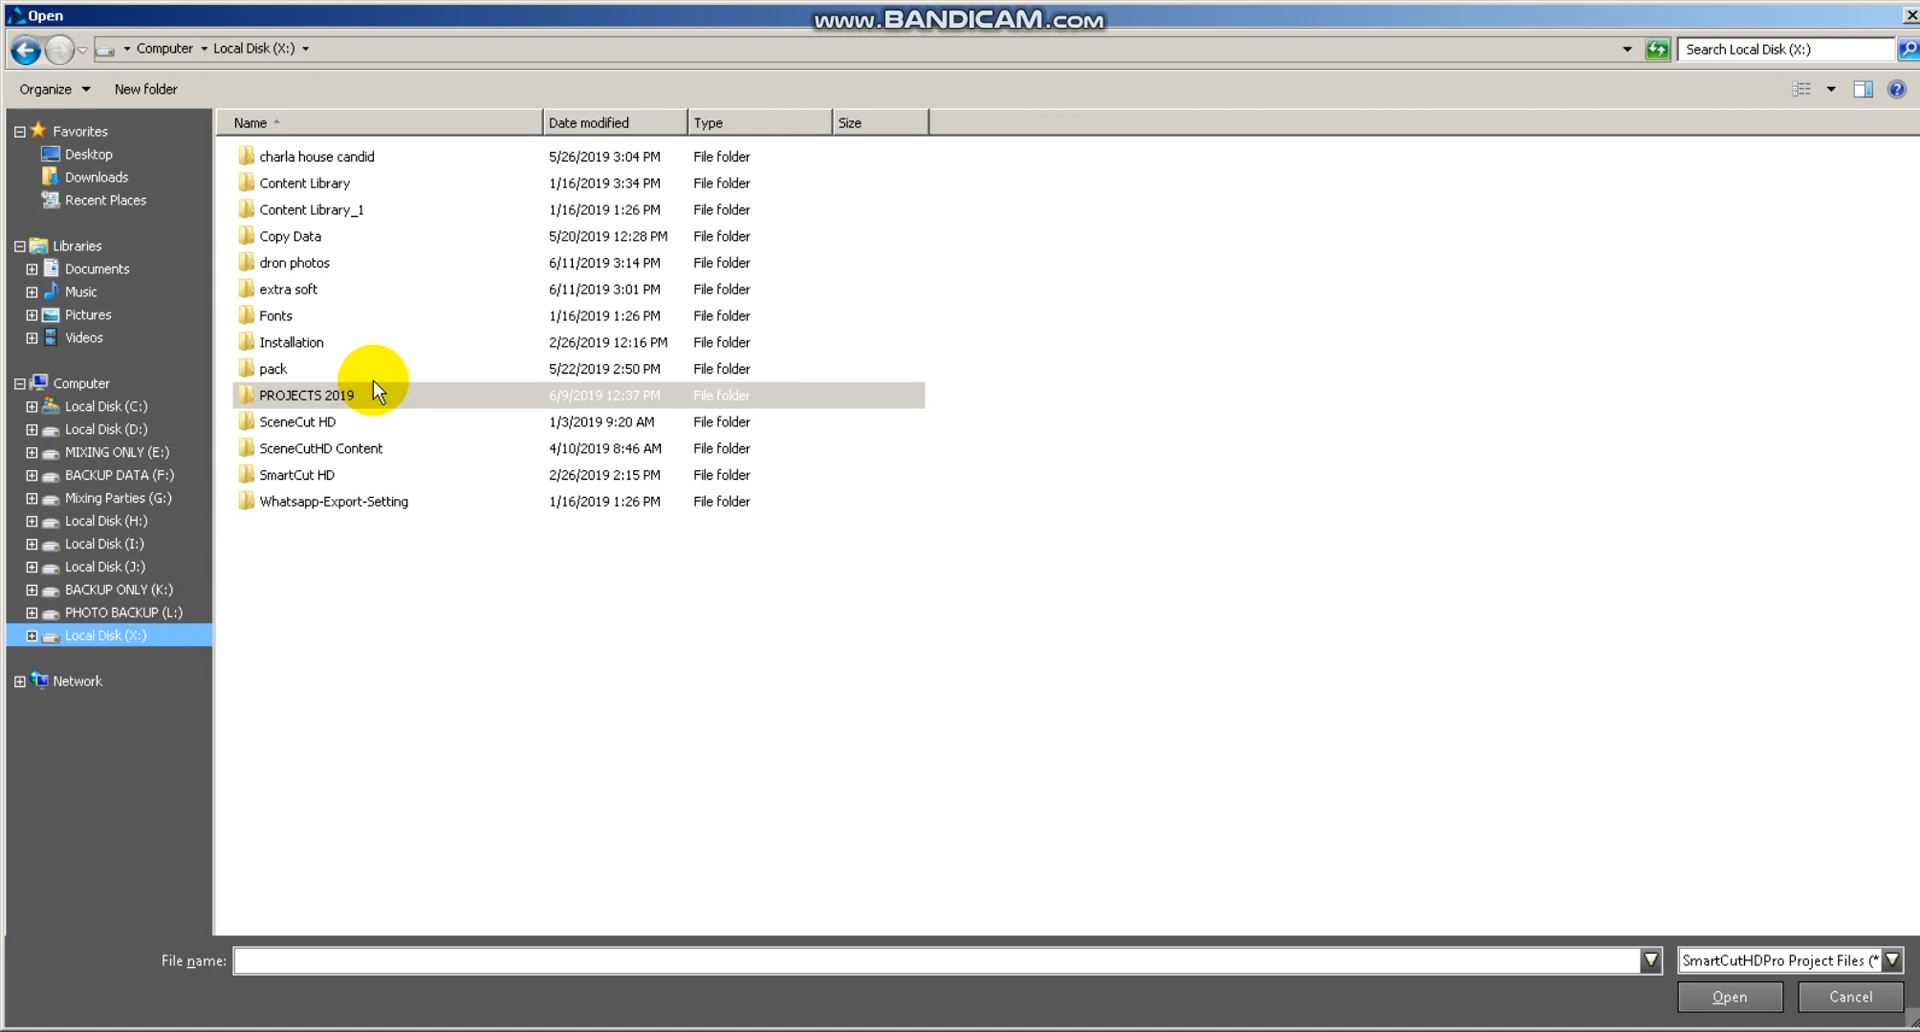 Open
www.BANDICAM.com
Computer Local Disk (X:)
Search Local Disk (X:)
Organize New folder
Name Date modified Type Size
Favorites
Desktop
Downloads
Recent Places
Libraries
Documents
Music
Pictures
Videos
Computer
Local Disk (C:)
Local Disk (D:)
MIXING ONLY (E:)
BACKUP DATA (F:)
Mixing Parties (G:)
Local Disk (H:)
Local Disk (I:)
Local Disk (J:)
BACKUP ONLY (K:)
PHOTO BACKUP (L:)
Local Disk (X:)
Network
charla house candid 5/26/2019 3:04 PM File folder
Content Library 1/16/2019 3:34 PM File folder
Content Library_1 1/16/2019 1:26 PM File folder
Copy Data 5/20/2019 12:28 PM File folder
dron photos 6/11/2019 3:14 PM File folder
extra soft 6/11/2019 3:01 PM File folder
Fonts 1/16/2019 1:26 PM File folder
Installation 2/26/2019 12:16 PM File folder
pack 5/22/2019 2:50 PM File folder
PROJECTS 2019 6/9/2019 12:37 PM File folder
SceneCut HD 1/3/2019 9:20 AM File folder
SceneCutHD Content 4/10/2019 8:46 AM File folder
SmartCut HD 2/26/2019 2:15 PM File folder
Whatsapp-Export-Setting 1/16/2019 1:26 PM File folder
File name:
SmartCutHDPro Project Files (*
Open Cancel